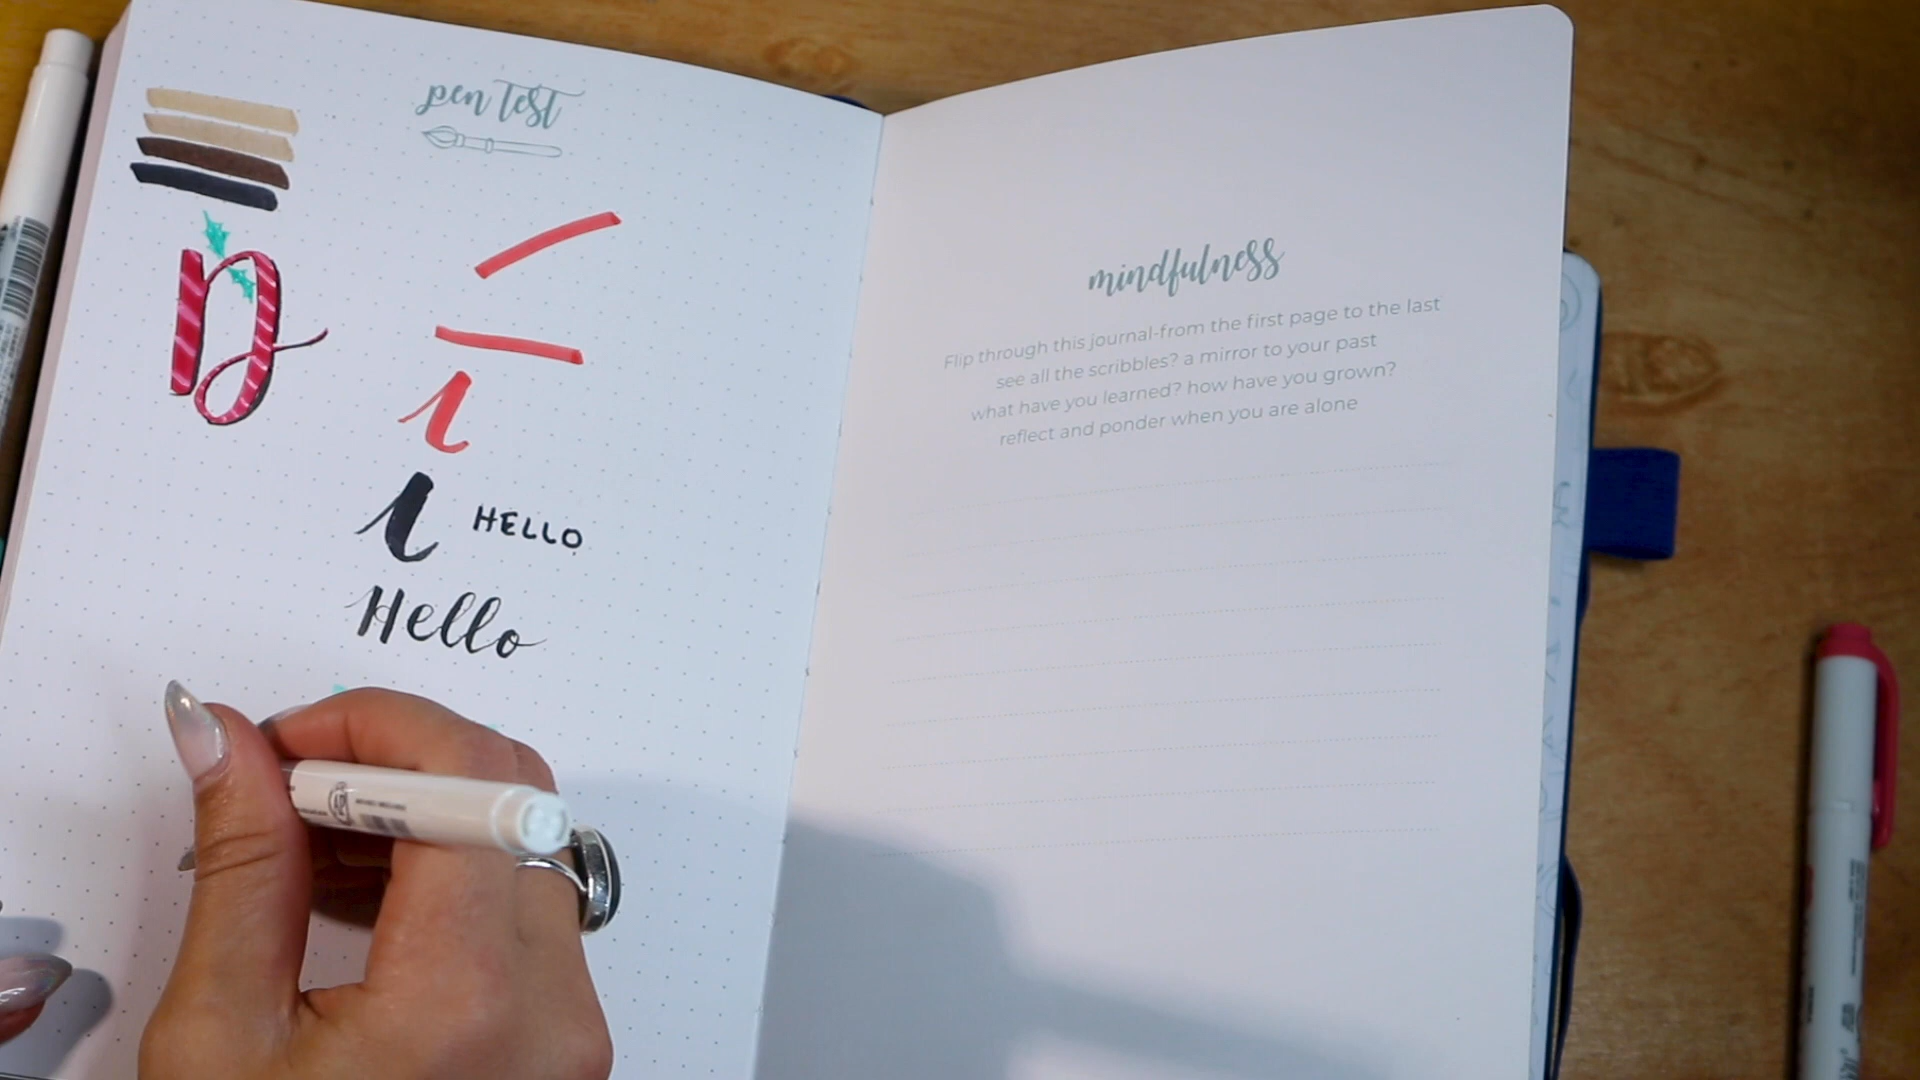 pen test
D
i
i HELLO
Hello
mindfulness
Flip through this journal-from the first page to the last
see all the scribbles? a mirror to your past
what have you learned? how have you grown?
reflect and ponder when you are alone